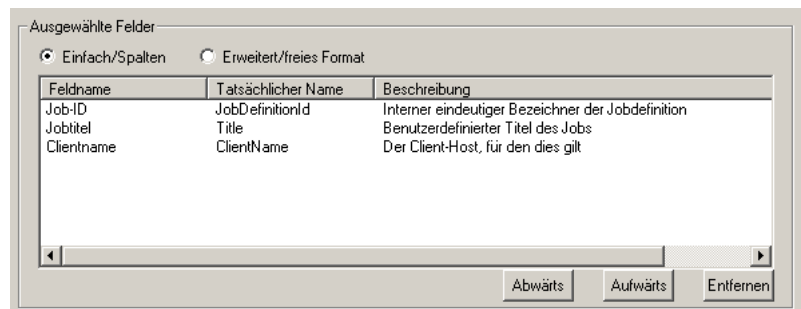 Ausgewählte Felder
Einfach/Spalten Erweitert/freies Format
Feldname Tatsächlicher Name Beschreibung
Job-ID JobDefinitionId Interner eindeutiger Bezeichner der Jobdefinition
Jobtitel Title Benutzerdefinierter Titel des Jobs
Clientname ClientName Der Client-Host, für den dies gilt
Abwärts Aufwärts Entfernen